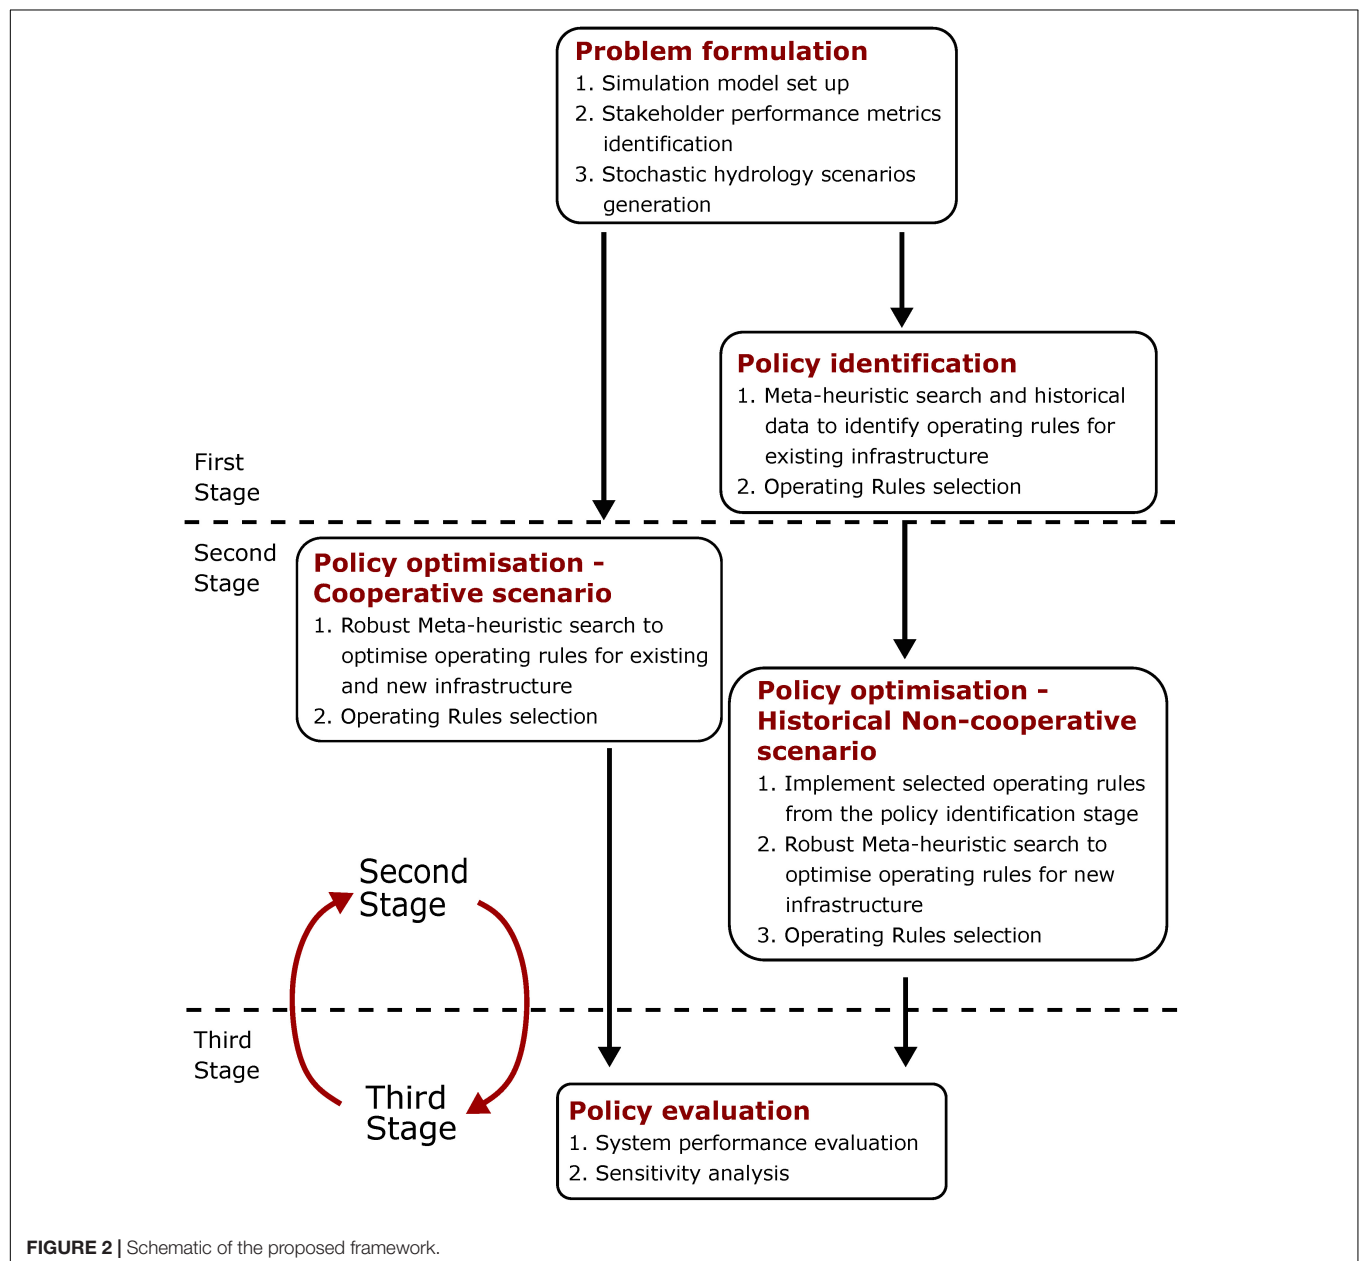 Problem formulation
1. Simulation model set up
2. Stakeholder performance metrics
identification
3. Stochastic hydrology scenarios
generation
Policy identification
1. Meta-heuristic search and historical
data to identify operating rules for
existing infrastructure
2. Operating Rules selection
First
Stage
Second
Stage
Policy optimisation -
Cooperative scenario
1. Robust Meta-heuristic search to
optimise operating rules for existing
and new infrastructure
2. Operating Rules selection
Policy optimisation -
Historical Non-cooperative
scenario
1. Implement selected operating rules
from the policy identification stage
2. Robust Meta-heuristic search to
optimise operating rules for new
infrastructure
3. Operating Rules selection
Second
Stage
Third
Stage
Third
Stage
Policy evaluation
1. System performance evaluation
2. Sensitivity analysis
FIGURE 2 | Schematic of the proposed framework.